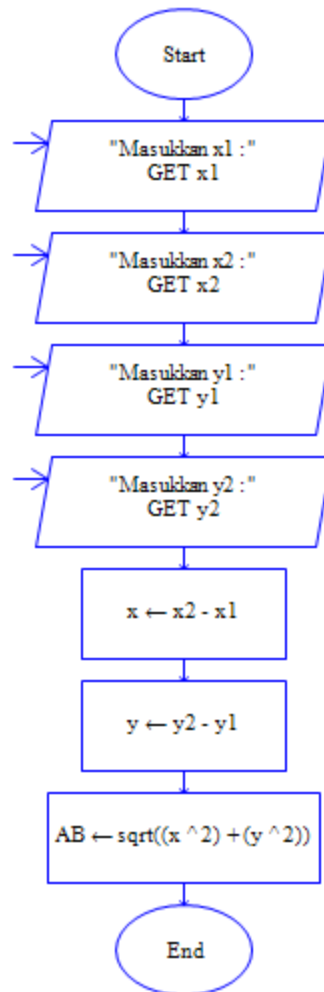 Start
"Masukkan x1 :"
GET x1
"Masukkan x2 :"
GET x2
"Masukkan y1 :"
GET y1
"Masukkan y2 :"
GET y2
x ← x2 - x1
y ← y2 - y1
AB ← sqrt((x ^2) +(y ^2))
End